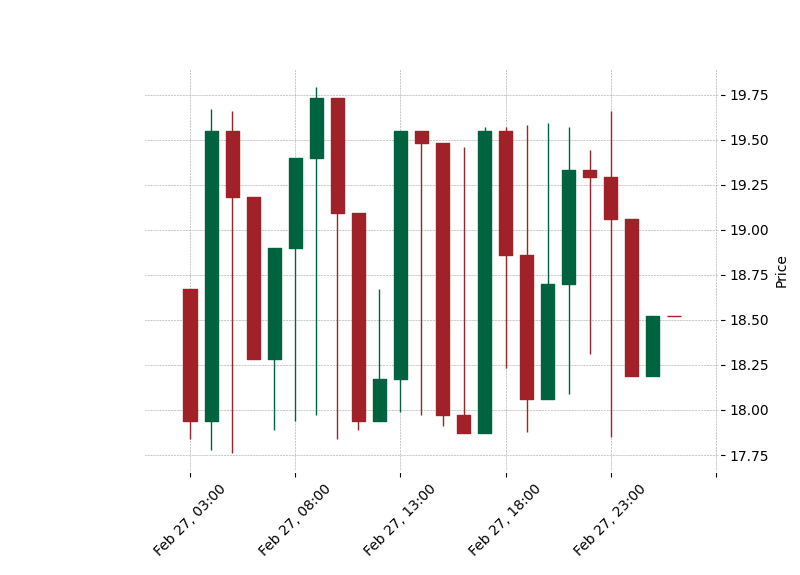 19.75
19.50
19.25
19.00
18.75
18.50
18.25
18.00
17.75
Price
Feb 27, 03:00
Feb 27, 08:00
Feb 27, 13:00
Feb 27, 18:00
Feb 27, 23:00